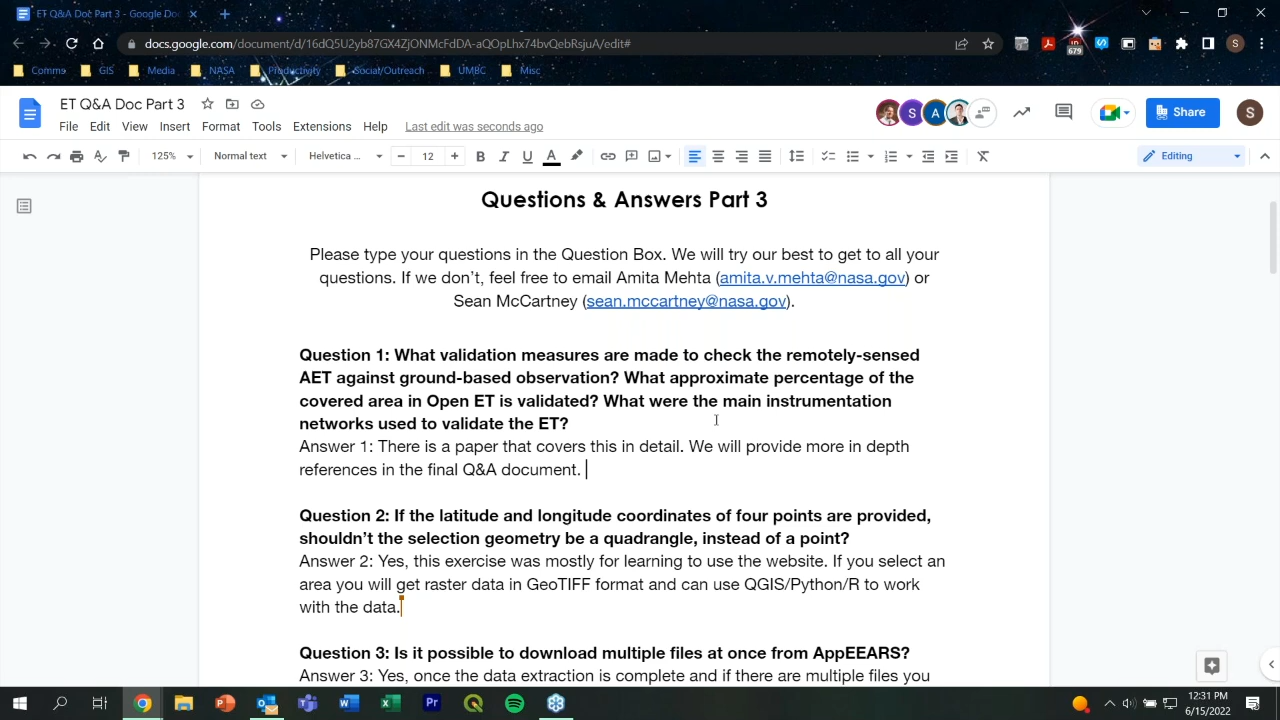 ET Q&A Doc Part 3 - Google Doc
docs.google.com/document/d/16dQ5U2yb87GX4ZjONMcFdDA-aQOpLhx74bvQebRsjuA/edit#
679
S
Comms GIS Media NASA Productivity Social/Outreach UMBC Misc
ET Q&A Doc Part 3
S A
Share
S
File Edit View Insert Format Tools Extensions Help Last edit was seconds ago
125% Normal text Helvetica ... 12 B I U A Editing
Questions & Answers Part 3
Please type your questions in the Question Box. We will try our best to get to all your
questions. If we don’t, feel free to email Amita Mehta (amita.v.mehta@nasa.gov) or
Sean McCartney (sean.mccartney@nasa.gov).
Question 1: What validation measures are made to check the remotely-sensed
AET against ground-based observation? What approximate percentage of the
covered area in Open ET is validated? What were the main instrumentation
networks used to validate the ET?
Answer 1: There is a paper that covers this in detail. We will provide more in depth
references in the final Q&A document.
Question 2: If the latitude and longitude coordinates of four points are provided,
shouldn’t the selection geometry be a quadrangle, instead of a point?
Answer 2: Yes, this exercise was mostly for learning to use the website. If you select an
area you will get raster data in GeoTIFF format and can use QGIS/Python/R to work
with the data.
Question 3: Is it possible to download multiple files at once from AppEEARS?
Answer 3: Yes, once the data extraction is complete and if there are multiple files you
12:31 PM
6/15/2022